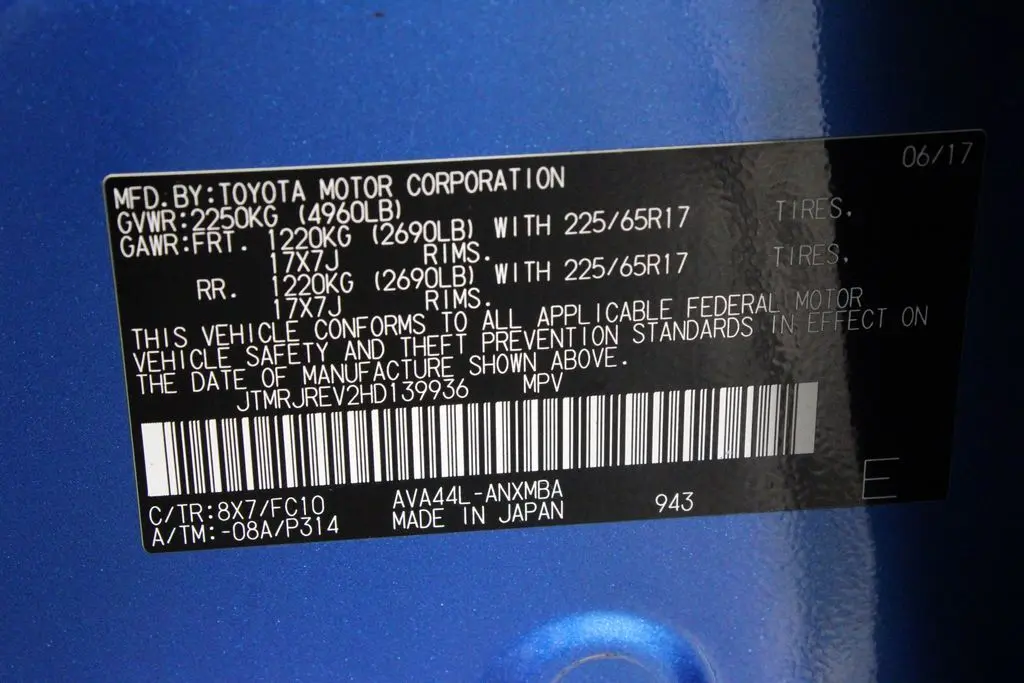 06/17
MFD.BY:TOYOTA MOTOR CORPORATION
GVWR:2250KG (4960LB)
GAWR:FRT. 1220KG (2690LB) WITH 225/65R17 TIRES,
17X7J RIMS.
RR. 1220KG (2690LB) WITH 225/65R17 TIRES,
17X7J RIMS.
THIS VEHICLE CONFORMS TO ALL APPLICABLE FEDERAL MOTOR
VEHICLE SAFETY AND THEFT PREVENTION STANDARDS IN EFFECT ON
THE DATE OF MANUFACTURE SHOWN ABOVE.
JTMRJREV2HD139936 MPV
C/TR:8X7/FC10 AVA44L-ANXMBA 943 E
A/TM:-08A/P314 MADE IN JAPAN